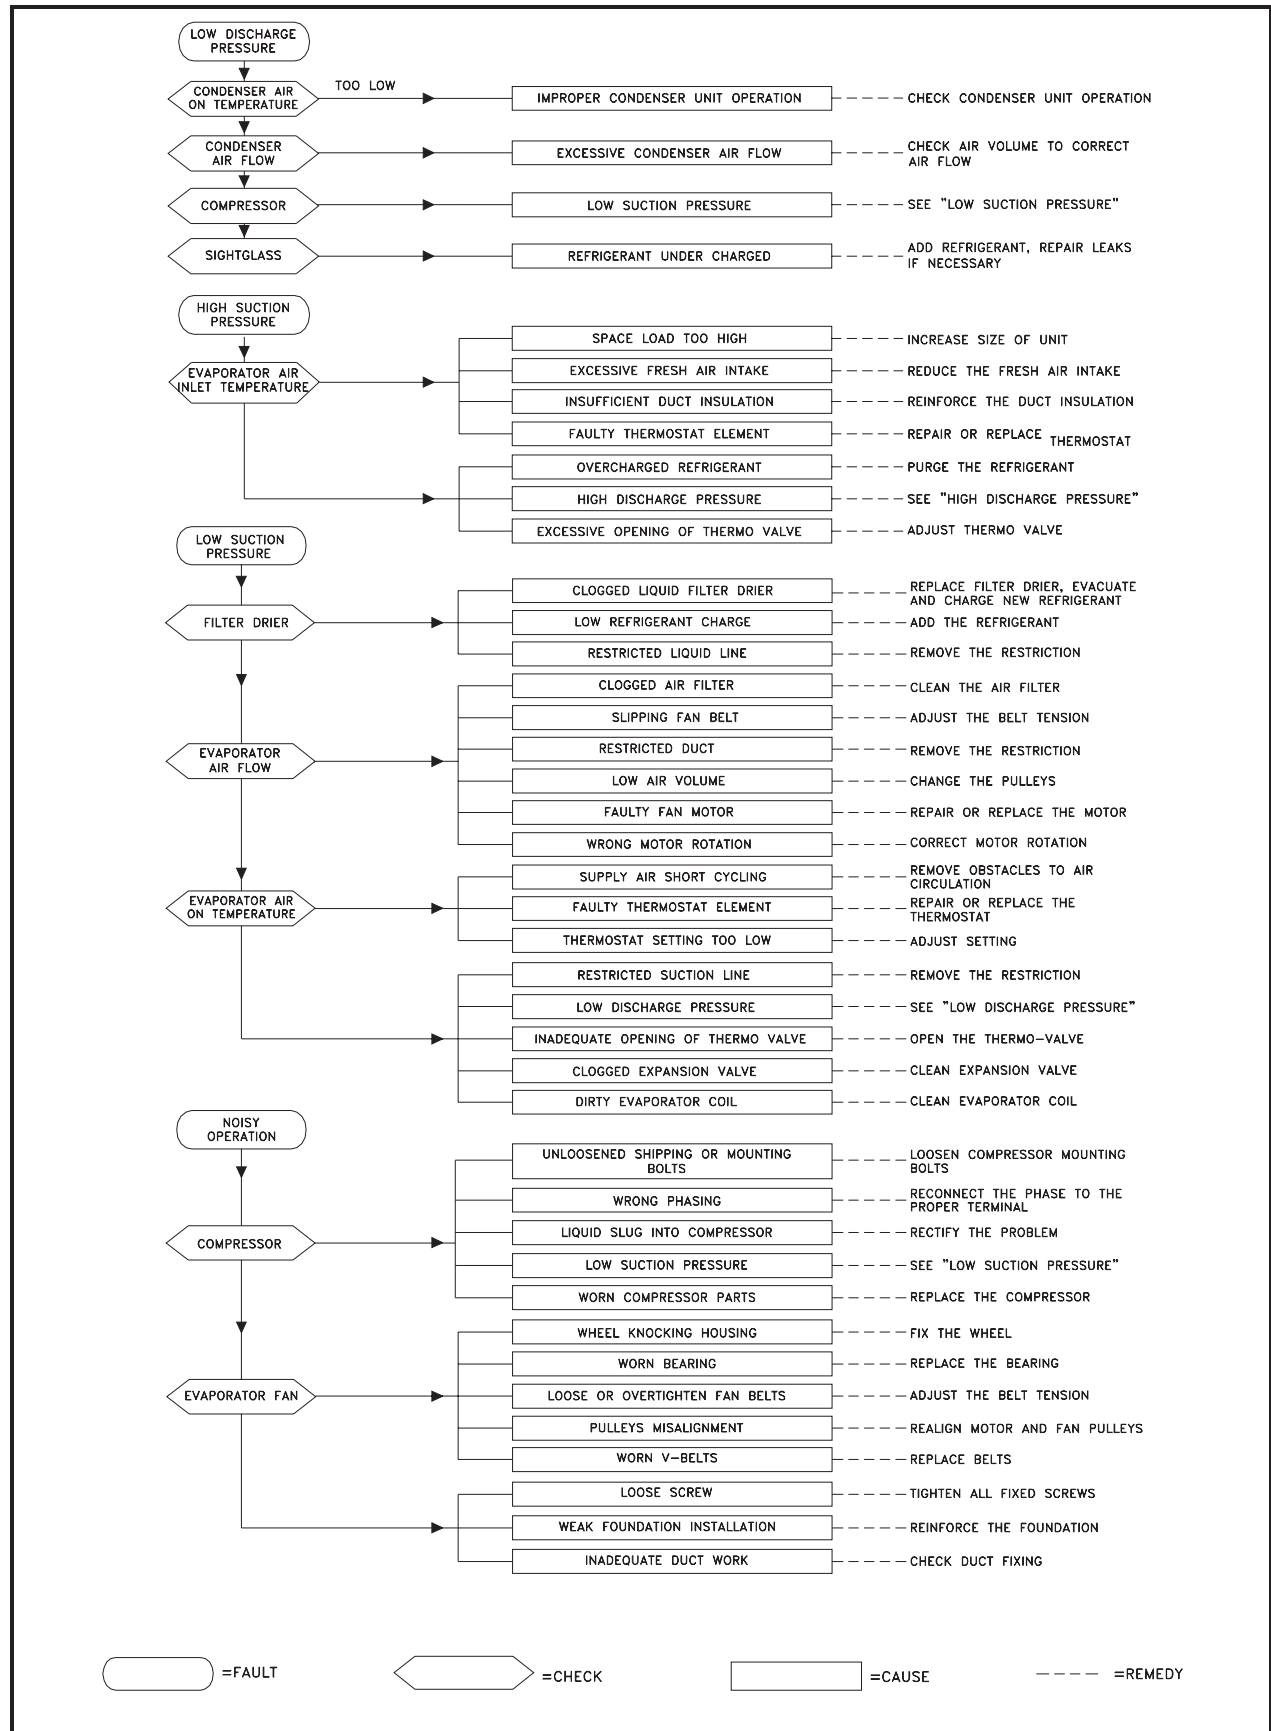 LOW DISCHARGE
PRESSURE
CONDENSER AIR
ON TEMPERATURE
TOO LOW
IMPROPER CONDENSER UNIT OPERATION
CHECK CONDENSER UNIT OPERATION
CONDENSER
AIR FLOW
EXCESSIVE CONDENSER AIR FLOW
CHECK AIR VOLUME TO CORRECT
AIR FLOW
COMPRESSOR
LOW SUCTION PRESSURE
SEE "LOW SUCTION PRESSURE"
SIGHTGLASS
REFRIGERANT UNDER CHARGED
ADD REFRIGERANT, REPAIR LEAKS
IF NECESSARY
HIGH SUCTION
PRESSURE
EVAPORATOR AIR
INLET TEMPERATURE
SPACE LOAD TOO HIGH
INCREASE SIZE OF UNIT
EXCESSIVE FRESH AIR INTAKE
REDUCE THE FRESH AIR INTAKE
INSUFFICIENT DUCT INSULATION
REINFORCE THE DUCT INSULATION
FAULTY THERMOSTAT ELEMENT
REPAIR OR REPLACE THERMOSTAT
OVERCHARGED REFRIGERANT
PURGE THE REFRIGERANT
HIGH DISCHARGE PRESSURE
SEE "HIGH DISCHARGE PRESSURE"
EXCESSIVE OPENING OF THERMO VALVE
ADJUST THERMO VALVE
LOW SUCTION
PRESSURE
FILTER DRIER
CLOGGED LIQUID FILTER DRIER
REPLACE FILTER DRIER, EVACUATE
AND CHARGE NEW REFRIGERANT
LOW REFRIGERANT CHARGE
ADD THE REFRIGERANT
RESTRICTED LIQUID LINE
REMOVE THE RESTRICTION
EVAPORATOR
AIR FLOW
CLOGGED AIR FILTER
CLEAN THE AIR FILTER
SLIPPING FAN BELT
ADJUST THE BELT TENSION
RESTRICTED DUCT
REMOVE THE RESTRICTION
LOW AIR VOLUME
CHANGE THE PULLEYS
FAULTY FAN MOTOR
REPAIR OR REPLACE THE MOTOR
WRONG MOTOR ROTATION
CORRECT MOTOR ROTATION
EVAPORATOR AIR
ON TEMPERATURE
SUPPLY AIR SHORT CYCLING
REMOVE OBSTACLES TO AIR
CIRCULATION
FAULTY THERMOSTAT ELEMENT
REPAIR OR REPLACE THE
THERMOSTAT
THERMOSTAT SETTING TOO LOW
ADJUST SETTING
RESTRICTED SUCTION LINE
REMOVE THE RESTRICTION
LOW DISCHARGE PRESSURE
SEE "LOW DISCHARGE PRESSURE"
INADEQUATE OPENING OF THERMO VALVE
OPEN THE THERMO-VALVE
CLOGGED EXPANSION VALVE
CLEAN EXPANSION VALVE
DIRTY EVAPORATOR COIL
CLEAN EVAPORATOR COIL
NOISY
OPERATION
COMPRESSOR
UNLOOSENED SHIPPING OR MOUNTING
BOLTS
LOOSEN COMPRESSOR MOUNTING
BOLTS
WRONG PHASING
RECONNECT THE PHASE TO THE
PROPER TERMINAL
LIQUID SLUG INTO COMPRESSOR
RECTIFY THE PROBLEM
LOW SUCTION PRESSURE
SEE "LOW SUCTION PRESSURE"
WORN COMPRESSOR PARTS
REPLACE THE COMPRESSOR
EVAPORATOR FAN
WHEEL KNOCKING HOUSING
FIX THE WHEEL
WORN BEARING
REPLACE THE BEARING
LOOSE OR OVERTIGHTEN FAN BELTS
ADJUST THE BELT TENSION
PULLEYS MISALIGNMENT
REALIGN MOTOR AND FAN PULLEYS
WORN V-BELTS
REPLACE BELTS
LOOSE SCREW
TIGHTEN ALL FIXED SCREWS
WEAK FOUNDATION INSTALLATION
REINFORCE THE FOUNDATION
INADEQUATE DUCT WORK
CHECK DUCT FIXING
=FAULT
=CHECK
=CAUSE
=REMEDY